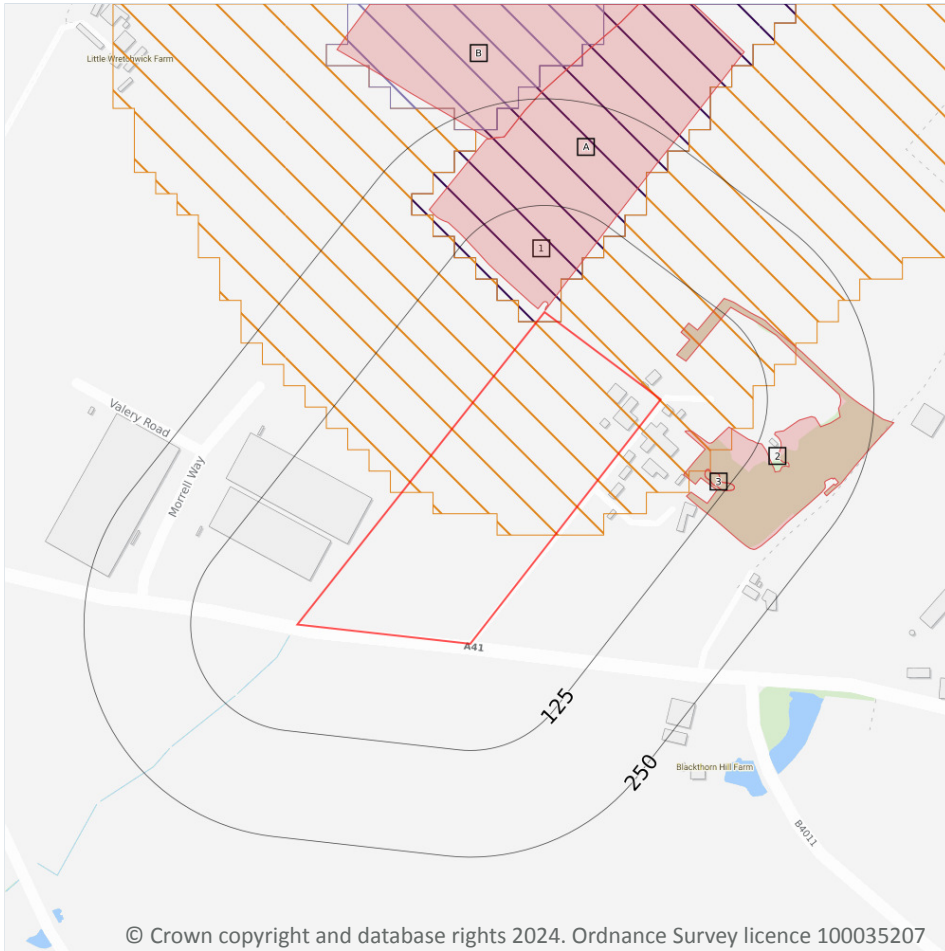 Little Wretchwick Farm
B
A
1
Valery Road
Morrell Way
2
3
A41
125
250
Blackthorn Hill Farm
B4011
© Crown copyright and database rights 2024. Ordnance Survey licence 100035207